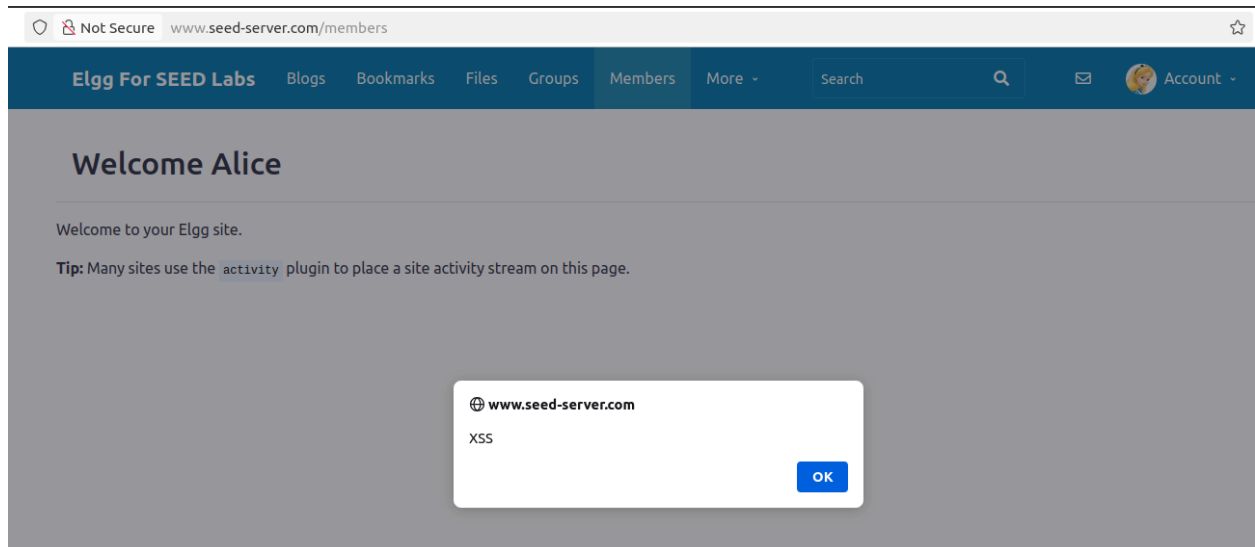 Not Secure www.seed-server.com/members
Elgg For SEED Labs Blogs Bookmarks Files Groups Members More Search Account
Welcome Alice
Welcome to your Elgg site.
Tip: Many sites use the activity plugin to place a site activity stream on this page.
www.seed-server.com
XSS
OK